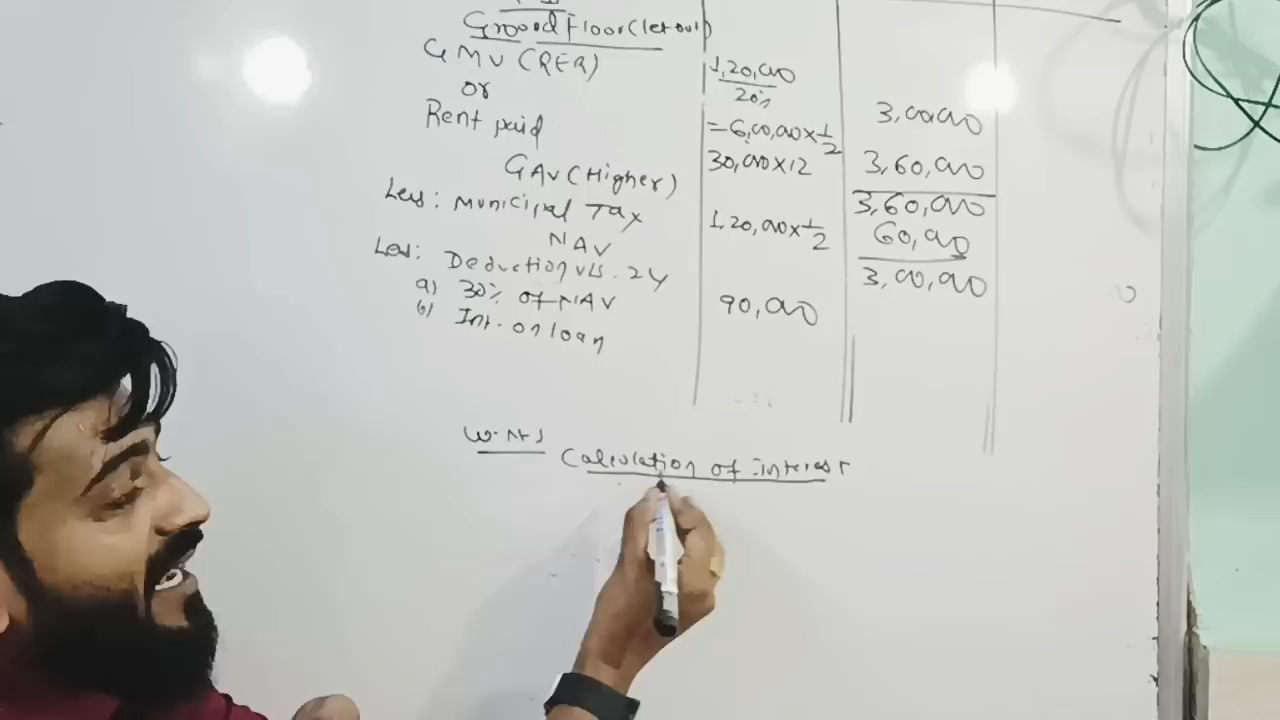 Groond Floor (let out)
GMV (RER) 1,20,000
or 20%
Rent paid = 6,00,000 x 1/2 3,00,000
30,000 x 12 3,60,000
GAV (Higher) 3,60,000
Less: Municipal Tax 1,20,000 x 1/2 60,000
NAV 3,00,000
Less: Deduction u/s. 24
a) 30% of NAV 90,000
b) Int. on loan
W.N 1
Calculation of interest